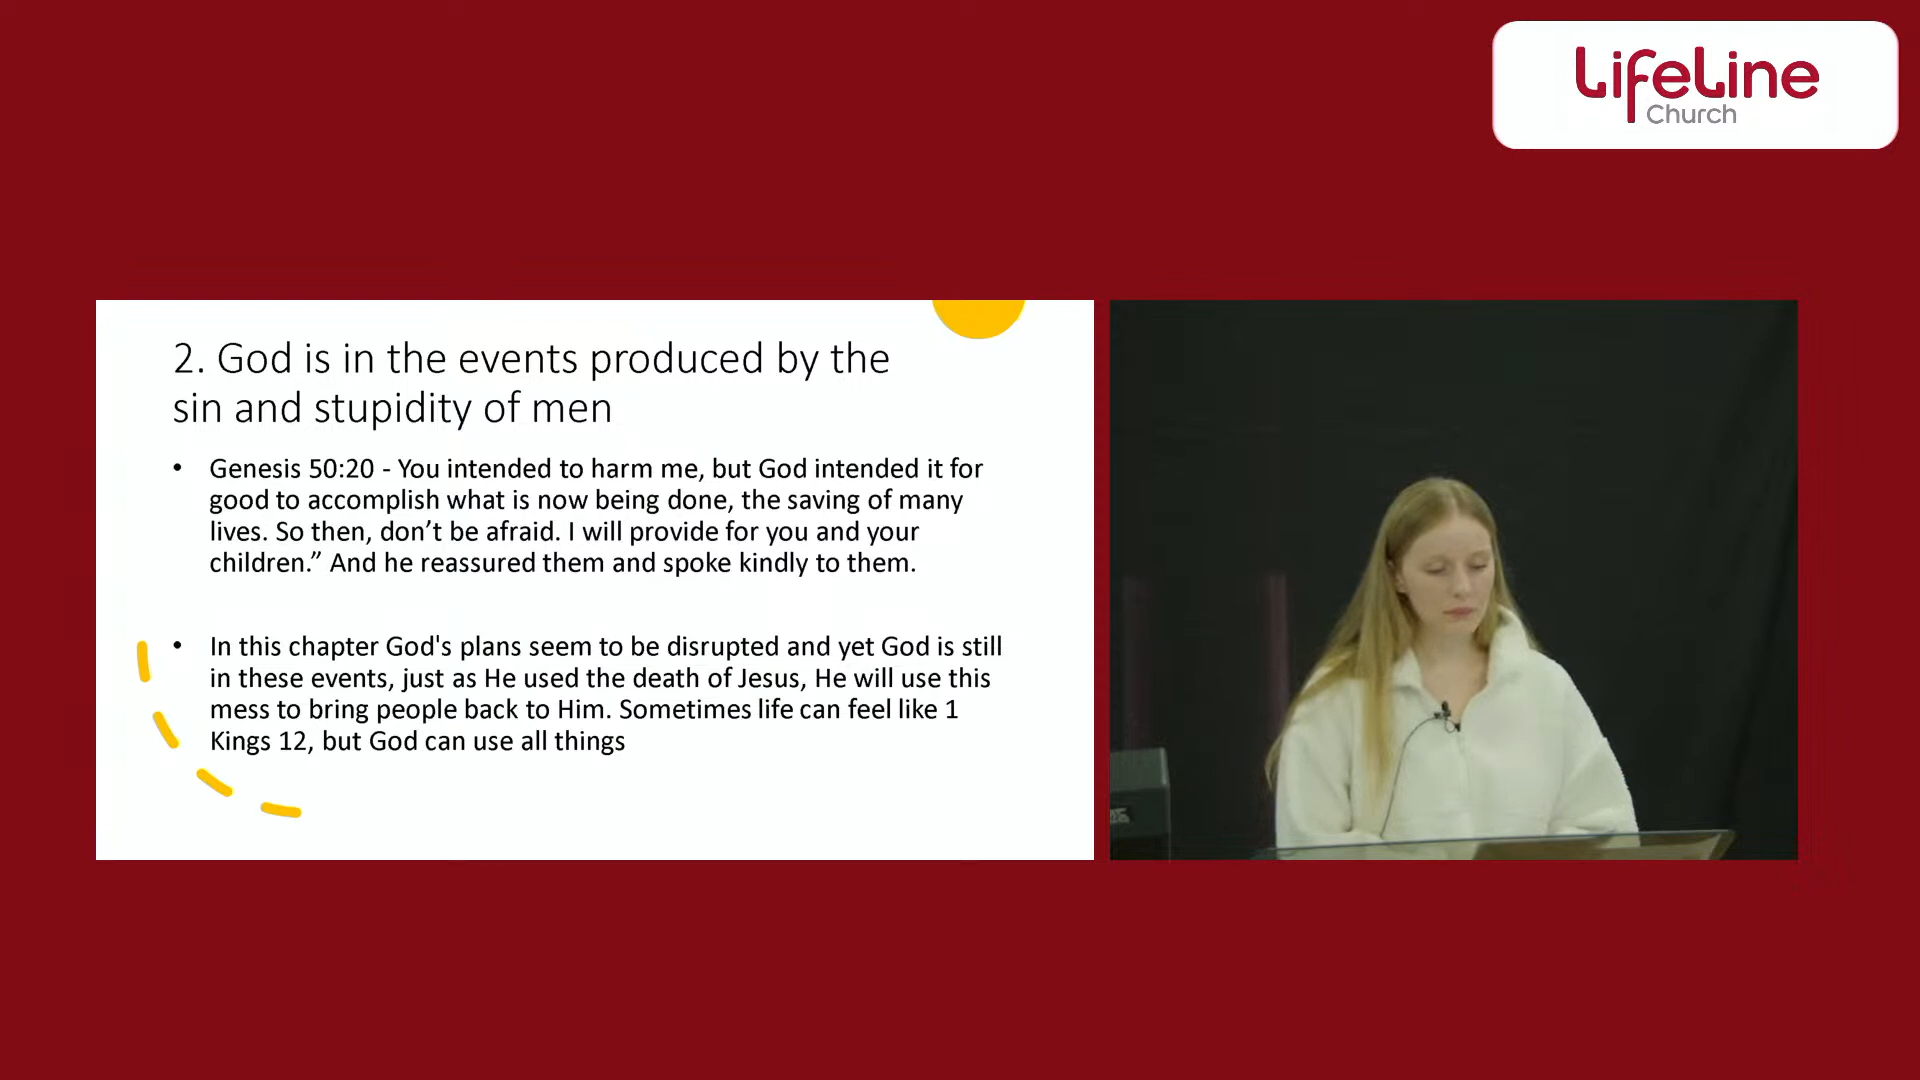 LifeLine
Church
2. God is in the events produced by the
sin and stupidity of men
• Genesis 50:20 - You intended to harm me, but God intended it for
good to accomplish what is now being done, the saving of many
lives. So then, don’t be afraid. I will provide for you and your
children.” And he reassured them and spoke kindly to them.
• In this chapter God's plans seem to be disrupted and yet God is still
in these events, just as He used the death of Jesus, He will use this
mess to bring people back to Him. Sometimes life can feel like 1
Kings 12, but God can use all things